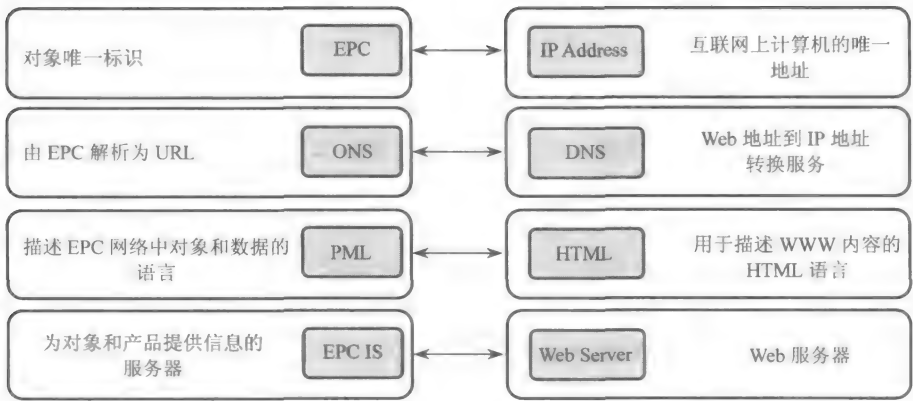 对象唯一标识
EPC
IP Address
互联网上计算机的唯一
地址
由 EPC 解析为 URL
ONS
DNS
Web 地址到 IP 地址
转换服务
描述 EPC 网络中对象和数据的
语言
PML
HTML
用于描述 WWW 内容的
HTML 语言
为对象和产品提供信息的
服务器
EPC IS
Web Server
Web 服务器